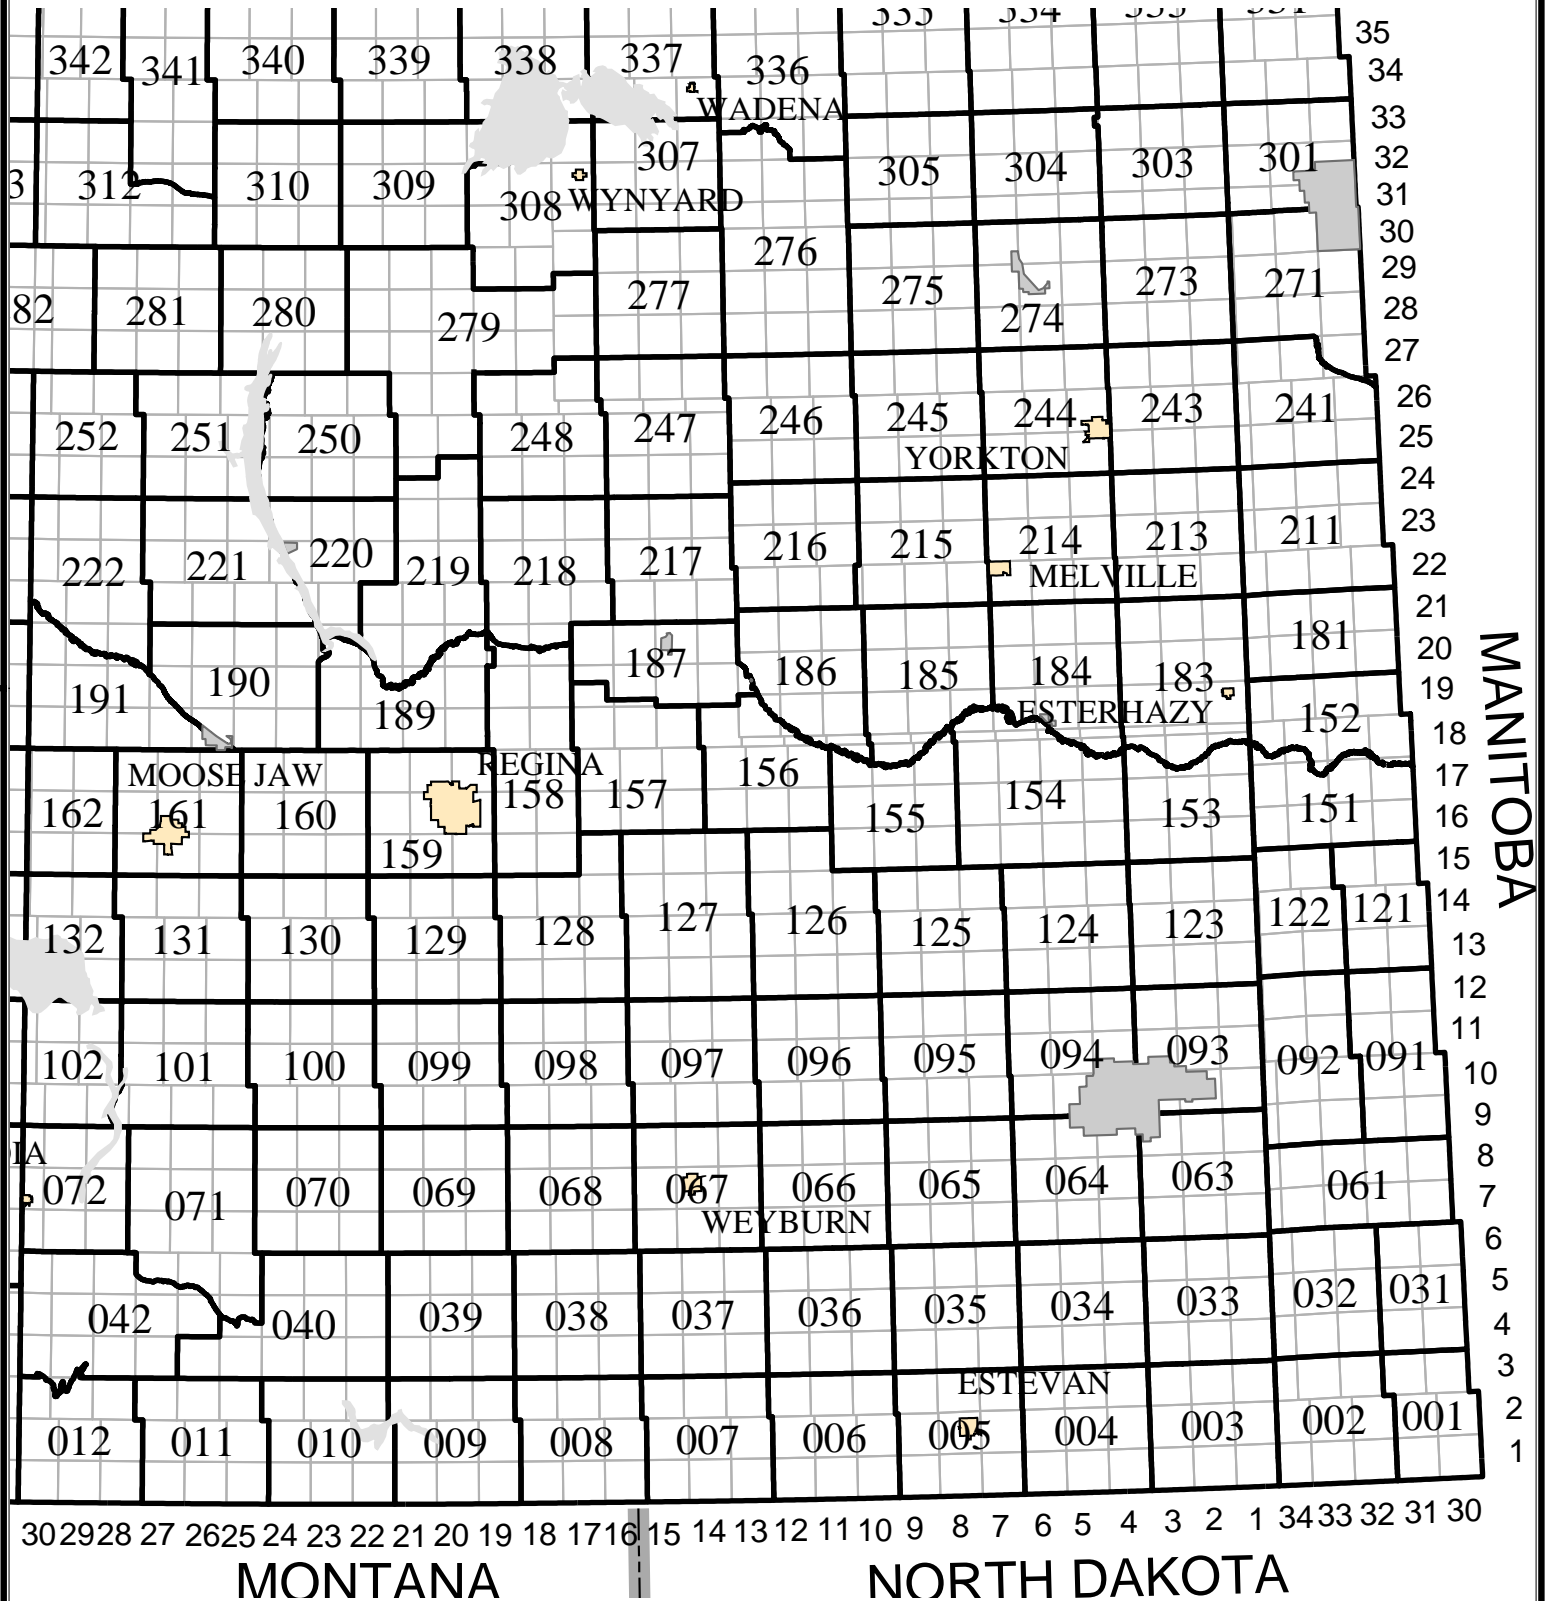 35
342 341 340 339 338 337 336 34
WADENA
33
312 310 309 308 307 305 304 303 301 32
WYNYARD 31
276 30
82 281 280 279 277 275 274 273 271 29
28
27
252 251 250 248 247 246 245 244 243 241 26
YORKTON 25
24
222 221 220 219 218 217 216 215 214 213 211 23
MELVILLE 22
21
191 190 189 187 186 185 184 183 181 20
ESTERHAZY 19
152 18
MANITOBA
MOOSE JAW REGINA 17
162 161 160 159 158 157 156 155 154 153 151 16
15
132 131 130 129 128 127 126 125 124 123 122 121 14
13
12
11
102 101 100 099 098 097 096 095 094 093 092 091 10
9
IA 8
072 071 070 069 068 067 066 065 064 063 061 7
WEYBURN
6
042 040 039 038 037 036 035 034 033 032 031 5
4
3
ESTEVAN
012 011 010 009 008 007 006 005 004 003 002 001 2
1
30 29 28 27 26 25 24 23 22 21 20 19 18 17 16 15 14 13 12 11 10 9 8 7 6 5 4 3 2 1 34 33 32 31 30
MONTANA NORTH DAKOTA